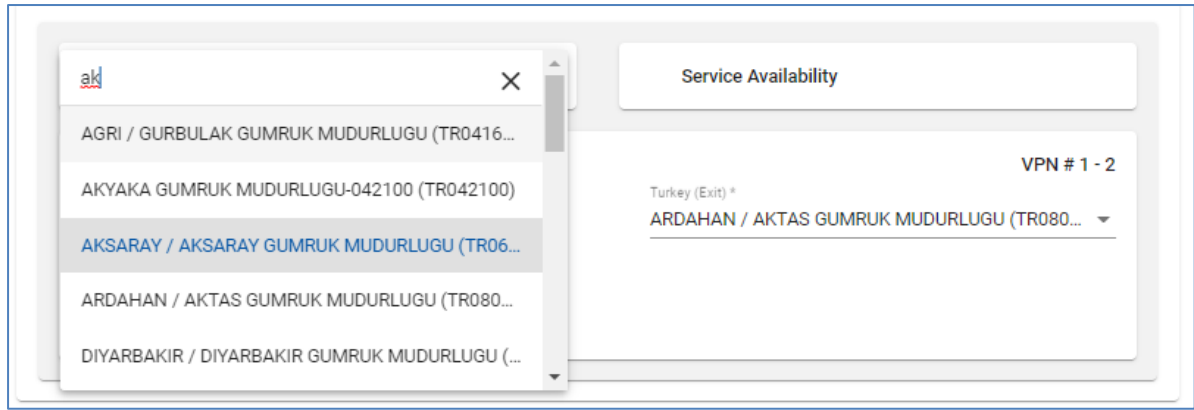 ak
AGRI / GURBULAK GUMRUK MUDURLUGU (TR0416...
AKYAKA GUMRUK MUDURLUGU-042100 (TR042100)
AKSARAY / AKSARAY GUMRUK MUDURLUGU (TR06...
ARDAHAN / AKTAS GUMRUK MUDURLUGU (TR080...
DIYARBAKIR / DIYARBAKIR GUMRUK MUDURLUGU (...
Service Availability
VPN # 1 - 2
Turkey (Exit) *
ARDAHAN / AKTAS GUMRUK MUDURLUGU (TR080...